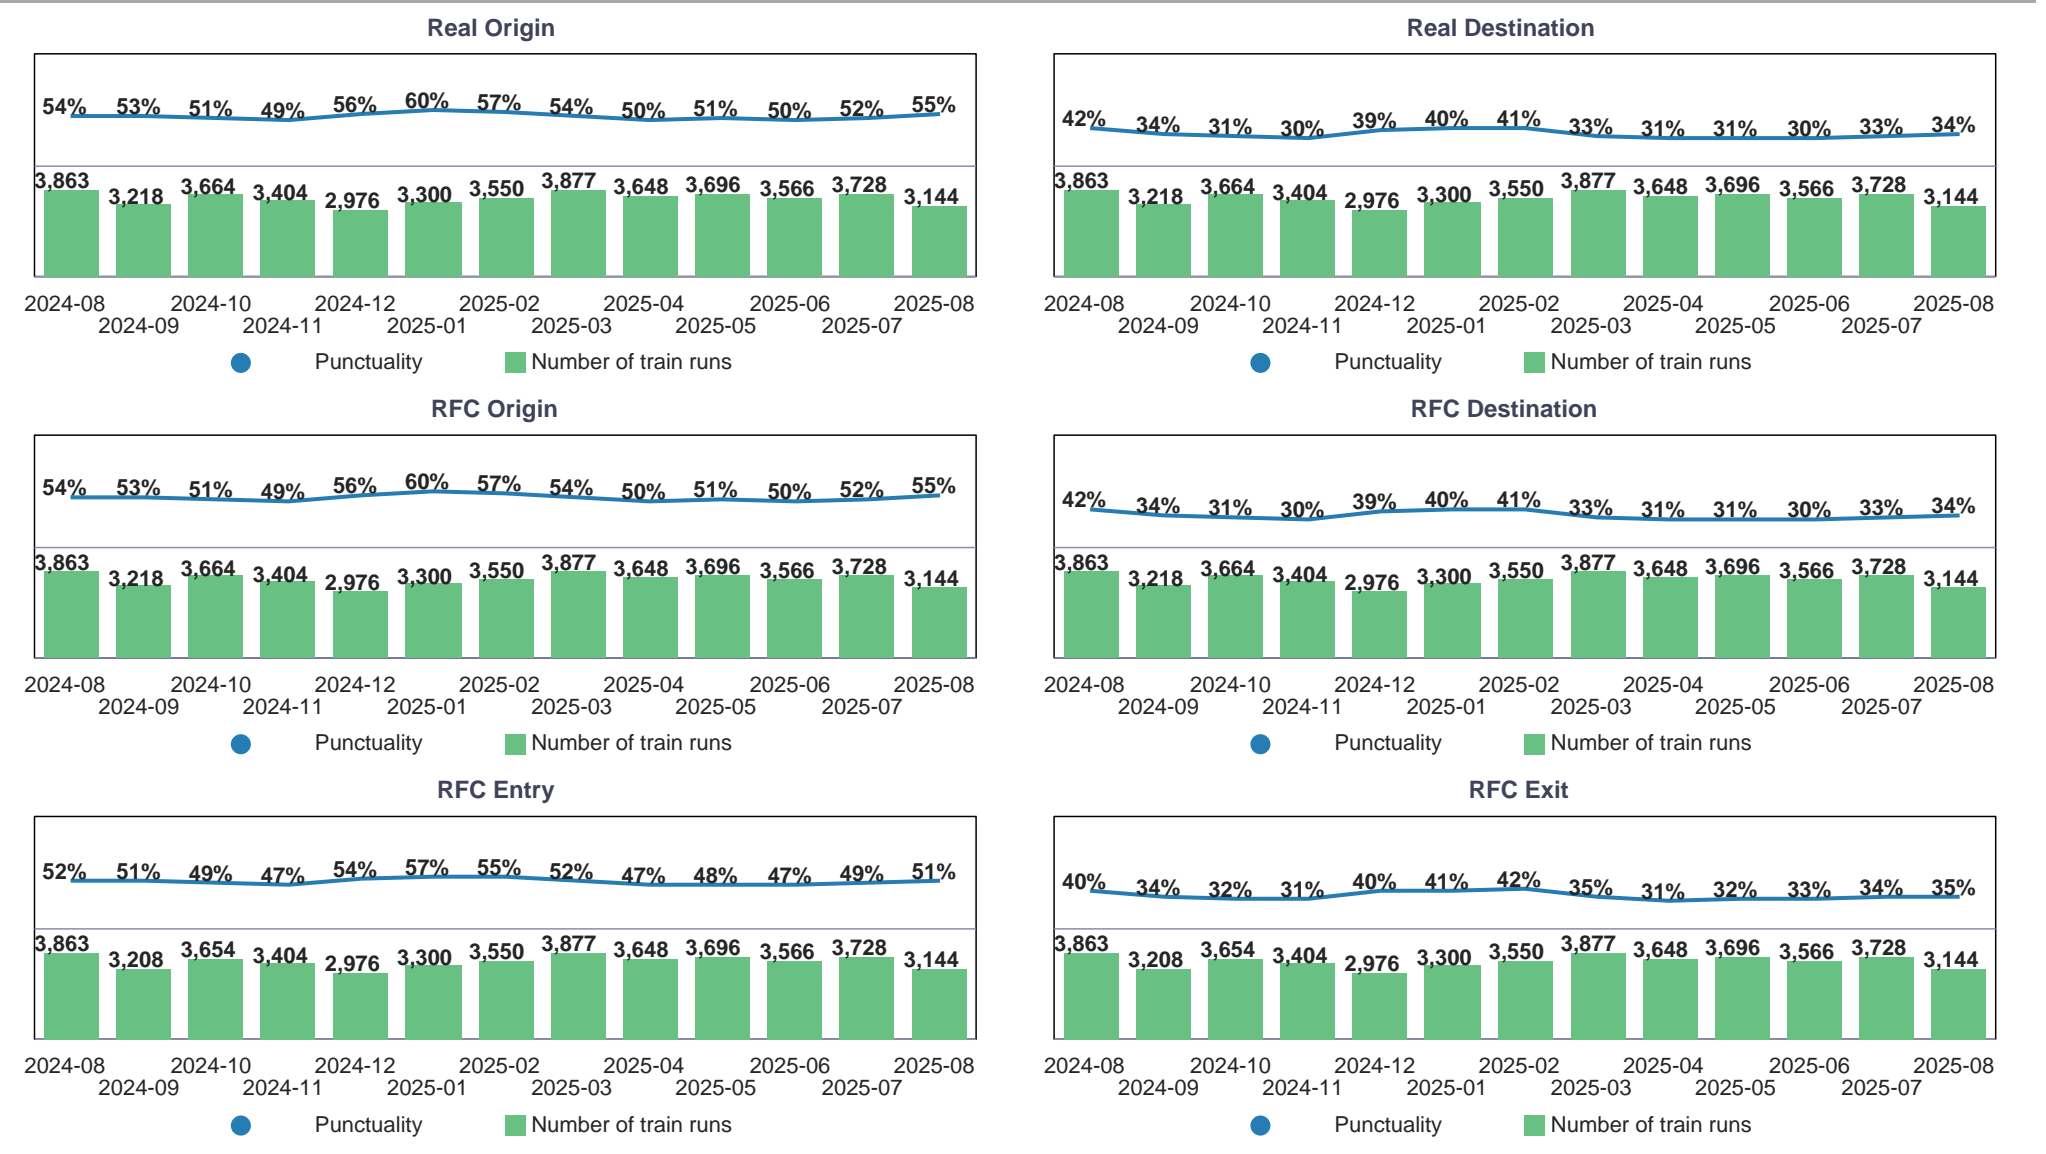 Real Origin
54% 53% 51% 49% 56% 60% 57% 54% 50% 51% 50% 52% 55%
3,863 3,218 3,664 3,404 2,976 3,300 3,550 3,877 3,648 3,696 3,566 3,728 3,144
2024-08 2024-10 2024-12 2025-02 2025-04 2025-06 2025-08
2024-09 2024-11 2025-01 2025-03 2025-05 2025-07
Punctuality Number of train runs
Real Destination
42% 34% 31% 30% 39% 40% 41% 33% 31% 31% 30% 33% 34%
3,863 3,218 3,664 3,404 2,976 3,300 3,550 3,877 3,648 3,696 3,566 3,728 3,144
2024-08 2024-10 2024-12 2025-02 2025-04 2025-06 2025-08
2024-09 2024-11 2025-01 2025-03 2025-05 2025-07
Punctuality Number of train runs
RFC Origin
54% 53% 51% 49% 56% 60% 57% 54% 50% 51% 50% 52% 55%
3,863 3,218 3,664 3,404 2,976 3,300 3,550 3,877 3,648 3,696 3,566 3,728 3,144
2024-08 2024-10 2024-12 2025-02 2025-04 2025-06 2025-08
2024-09 2024-11 2025-01 2025-03 2025-05 2025-07
Punctuality Number of train runs
RFC Destination
42% 34% 31% 30% 39% 40% 41% 33% 31% 31% 30% 33% 34%
3,863 3,218 3,664 3,404 2,976 3,300 3,550 3,877 3,648 3,696 3,566 3,728 3,144
2024-08 2024-10 2024-12 2025-02 2025-04 2025-06 2025-08
2024-09 2024-11 2025-01 2025-03 2025-05 2025-07
Punctuality Number of train runs
RFC Entry
52% 51% 49% 47% 54% 57% 55% 52% 47% 48% 47% 49% 51%
3,863 3,208 3,654 3,404 2,976 3,300 3,550 3,877 3,648 3,696 3,566 3,728 3,144
2024-08 2024-10 2024-12 2025-02 2025-04 2025-06 2025-08
2024-09 2024-11 2025-01 2025-03 2025-05 2025-07
Punctuality Number of train runs
RFC Exit
40% 34% 32% 31% 40% 41% 42% 35% 31% 32% 33% 34% 35%
3,863 3,208 3,654 3,404 2,976 3,300 3,550 3,877 3,648 3,696 3,566 3,728 3,144
2024-08 2024-10 2024-12 2025-02 2025-04 2025-06 2025-08
2024-09 2024-11 2025-01 2025-03 2025-05 2025-07
Punctuality Number of train runs